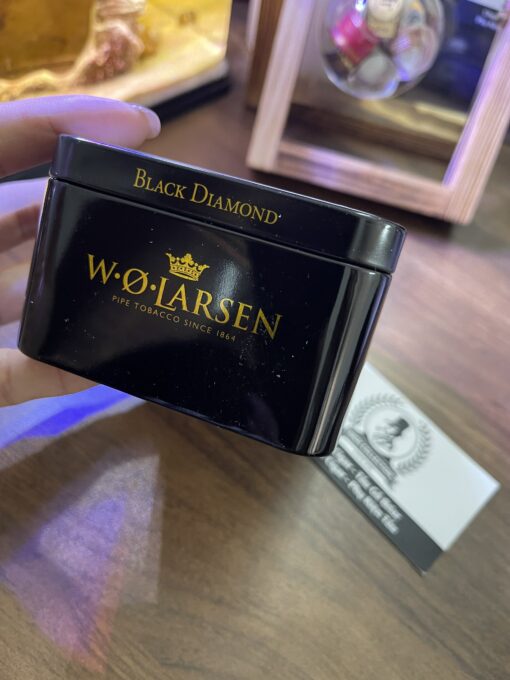 BLACK DIAMOND
W·Ø·LARSEN
PIPE TOBACCO SINCE 1864